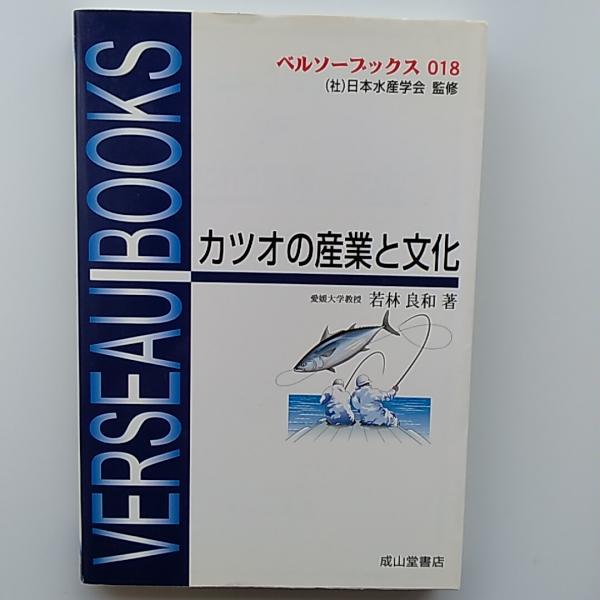 VERSEAU BOOKS
ベルソーブックス 018
(社)日本水産学会 監修
カツオの産業と文化
愛媛大学教授 若林 良和 著
成山堂書店